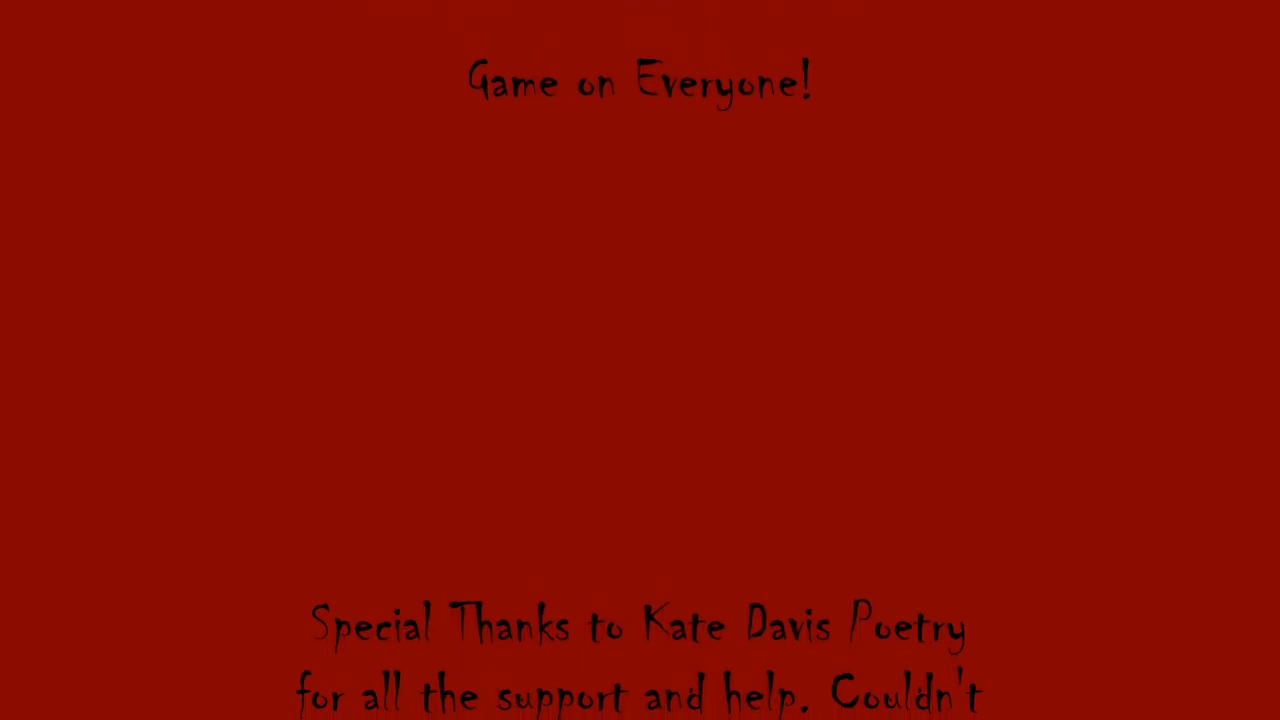 Game on Everyone!
Special Thanks to Kate Davis Poetry
for all the support and help. Couldn't